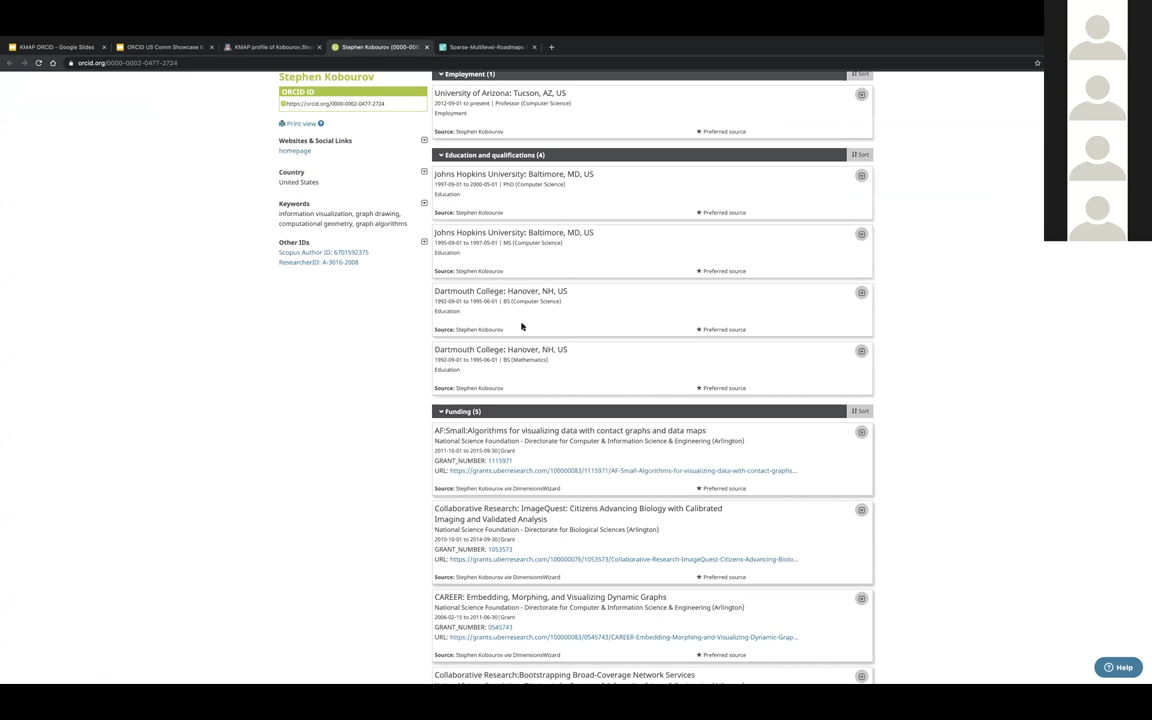 KMAP ORCID - Google Slides
ORCID US Comm Showcase 6
KMAP profile of Kobourov,Ste
Stephen Kobourov (0000-000
Sparse-Multilevel-Roadmaps
orcid.org/0000-0002-0477-2724
Stephen Kobourov
ORCID iD
https://orcid.org/0000-0002-0477-2724
Print view
Websites & Social Links
homepage
Country
United States
Keywords
information visualization, graph drawing,
computational geometry, graph algorithms
Other IDs
Scopus Author ID: 6701592375
ResearcherID: A-3016-2008
Employment (1)
Sort
University of Arizona: Tucson, AZ, US
2012-09-01 to present | Professor (Computer Science)
Employment
Source: Stephen Kobourov
Preferred source
Education and qualifications (4)
Sort
Johns Hopkins University: Baltimore, MD, US
1997-09-01 to 2000-05-01 | PhD (Computer Science)
Education
Source: Stephen Kobourov
Preferred source
Johns Hopkins University: Baltimore, MD, US
1995-09-01 to 1997-05-01 | MS (Computer Science)
Education
Source: Stephen Kobourov
Preferred source
Dartmouth College: Hanover, NH, US
1992-09-01 to 1995-06-01 | BS (Computer Science)
Education
Source: Stephen Kobourov
Preferred source
Dartmouth College: Hanover, NH, US
1992-09-01 to 1995-06-01 | BS (Mathematics)
Education
Source: Stephen Kobourov
Preferred source
Funding (5)
Sort
AF:Small:Algorithms for visualizing data with contact graphs and data maps
National Science Foundation - Directorate for Computer & Information Science & Engineering (Arlington)
2011-10-01 to 2015-09-30|Grant
GRANT_NUMBER: 1115971
URL: https://grants.uberresearch.com/100000083/1115971/AF-Small-Algorithms-for-visualizing-data-with-contact-graphs...
Source: Stephen Kobourov via DimensionsWizard
Preferred source
Collaborative Research: ImageQuest: Citizens Advancing Biology with Calibrated
Imaging and Validated Analysis
National Science Foundation - Directorate for Biological Sciences (Arlington)
2010-10-01 to 2014-09-30|Grant
GRANT_NUMBER: 1053573
URL: https://grants.uberresearch.com/100000076/1053573/Collaborative-Research-ImageQuest-Citizens-Advancing-Biolo...
Source: Stephen Kobourov via DimensionsWizard
Preferred source
CAREER: Embedding, Morphing, and Visualizing Dynamic Graphs
National Science Foundation - Directorate for Computer & Information Science & Engineering (Arlington)
2006-02-15 to 2011-06-30|Grant
GRANT_NUMBER: 0545743
URL: https://grants.uberresearch.com/100000083/0545743/CAREER-Embedding-Morphing-and-Visualizing-Dynamic-Grap...
Source: Stephen Kobourov via DimensionsWizard
Preferred source
Collaborative Research:Bootstrapping Broad-Coverage Network Services
Help